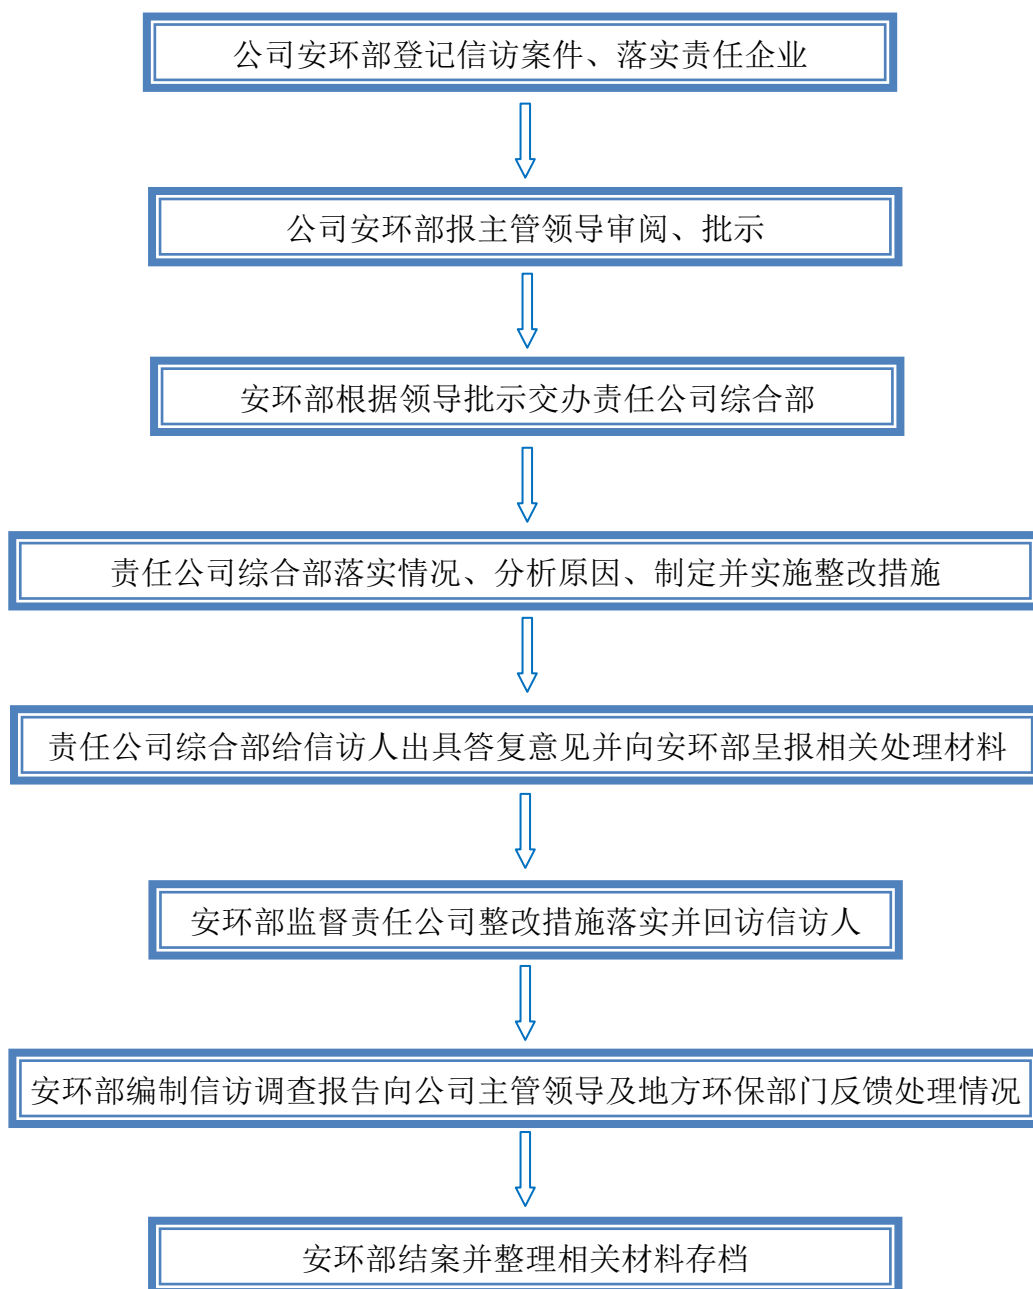 公司安环部登记信访案件、落实责任企业
公司安环部报主管领导审阅、批示
安环部根据领导批示交办责任公司综合部
责任公司综合部落实情况、分析原因、制定并实施整改措施
责任公司综合部给信访人出具答复意见并向安环部呈报相关处理材料
安环部监督责任公司整改措施落实并回访信访人
安环部编制信访调查报告向公司主管领导及地方环保部门反馈处理情况
安环部结案并整理相关材料存档